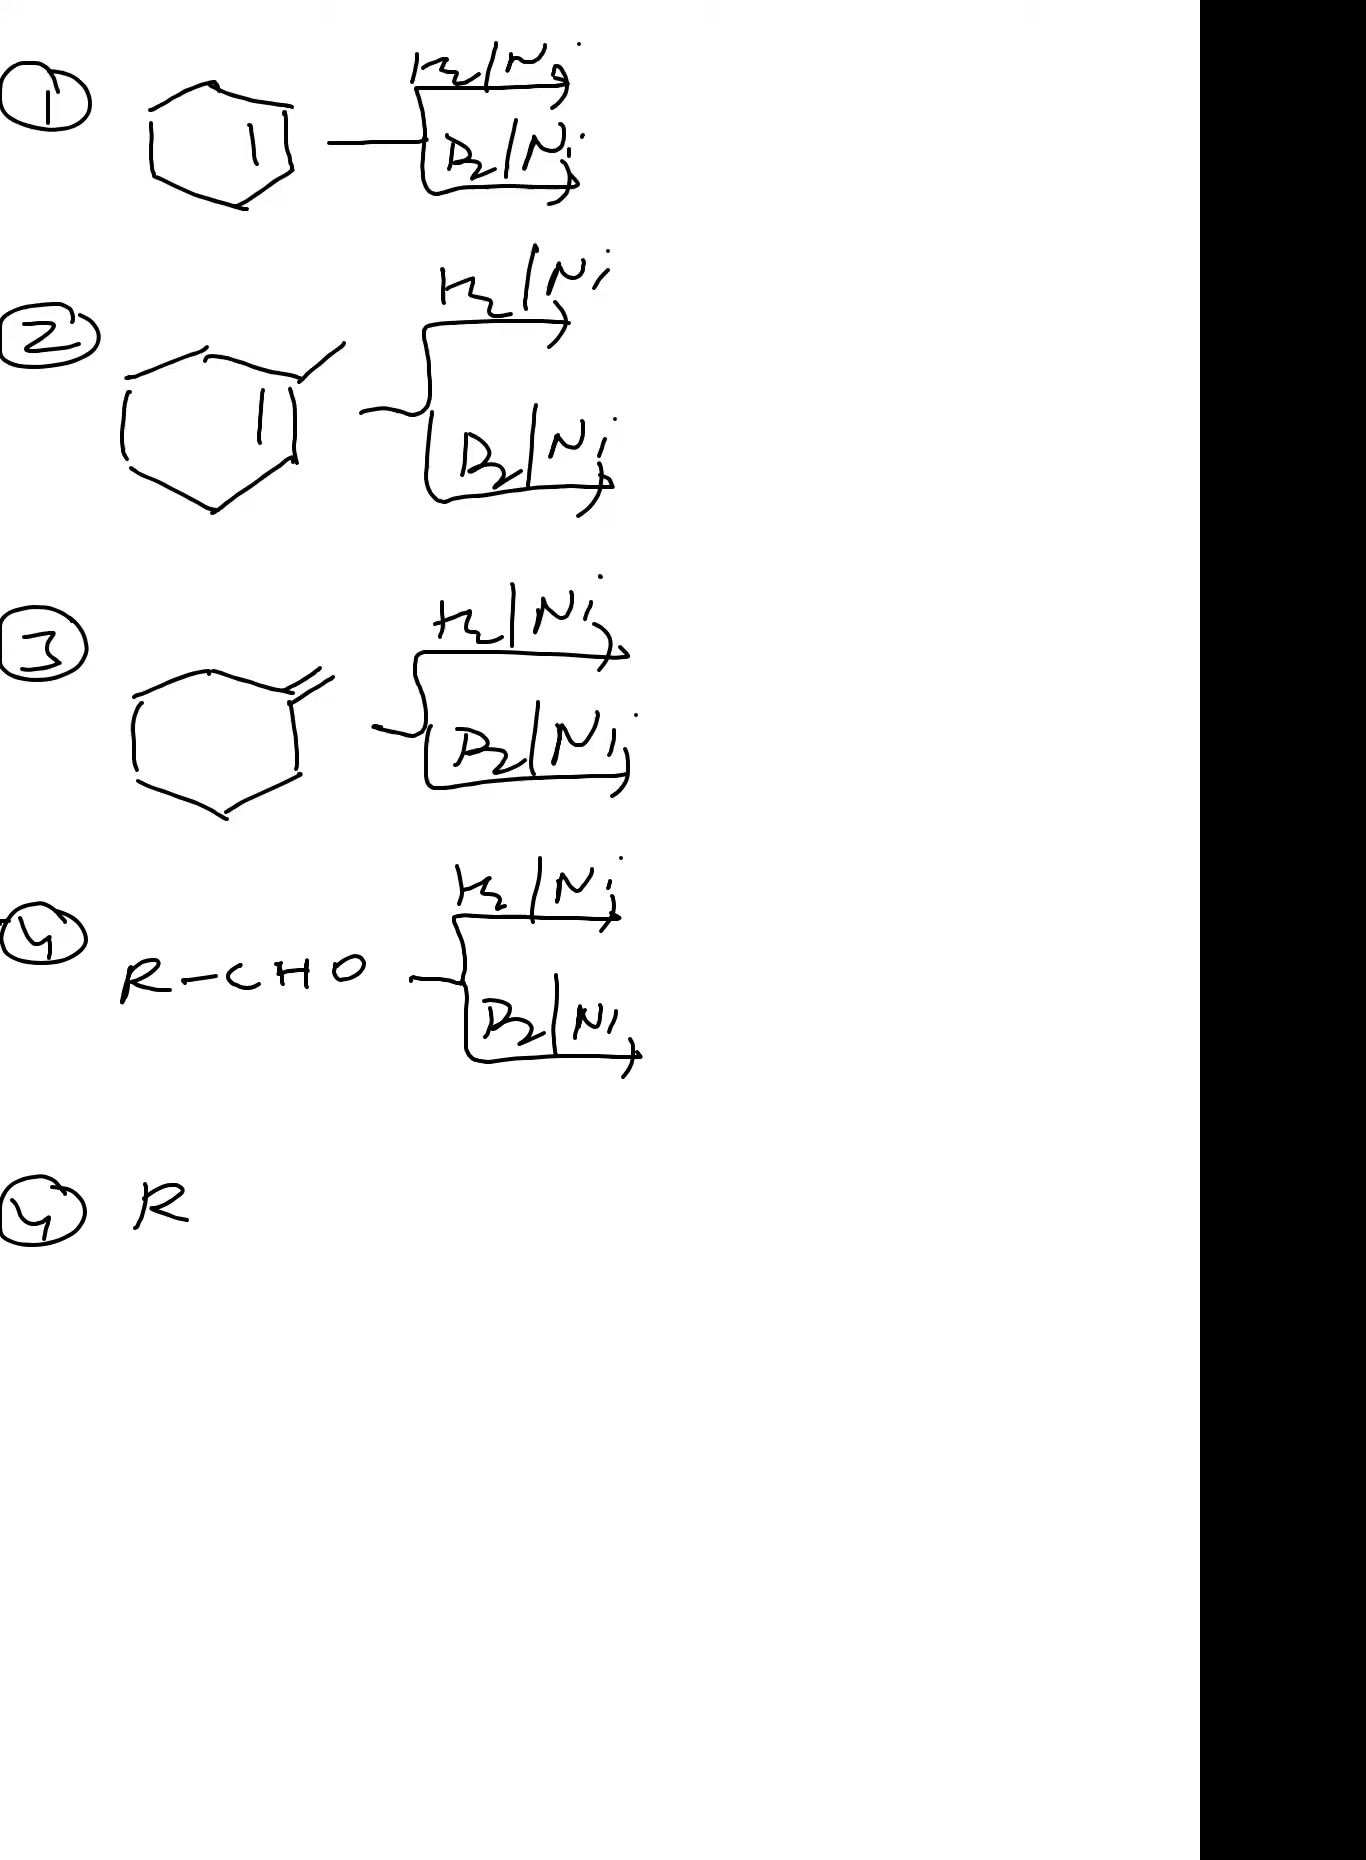 ① H2/Ni
D2/Ni
② H2/Ni
D2/Ni
③ H2/Ni
D2/Ni
④ H2/Ni
R-CHO
D2/Ni
④ R